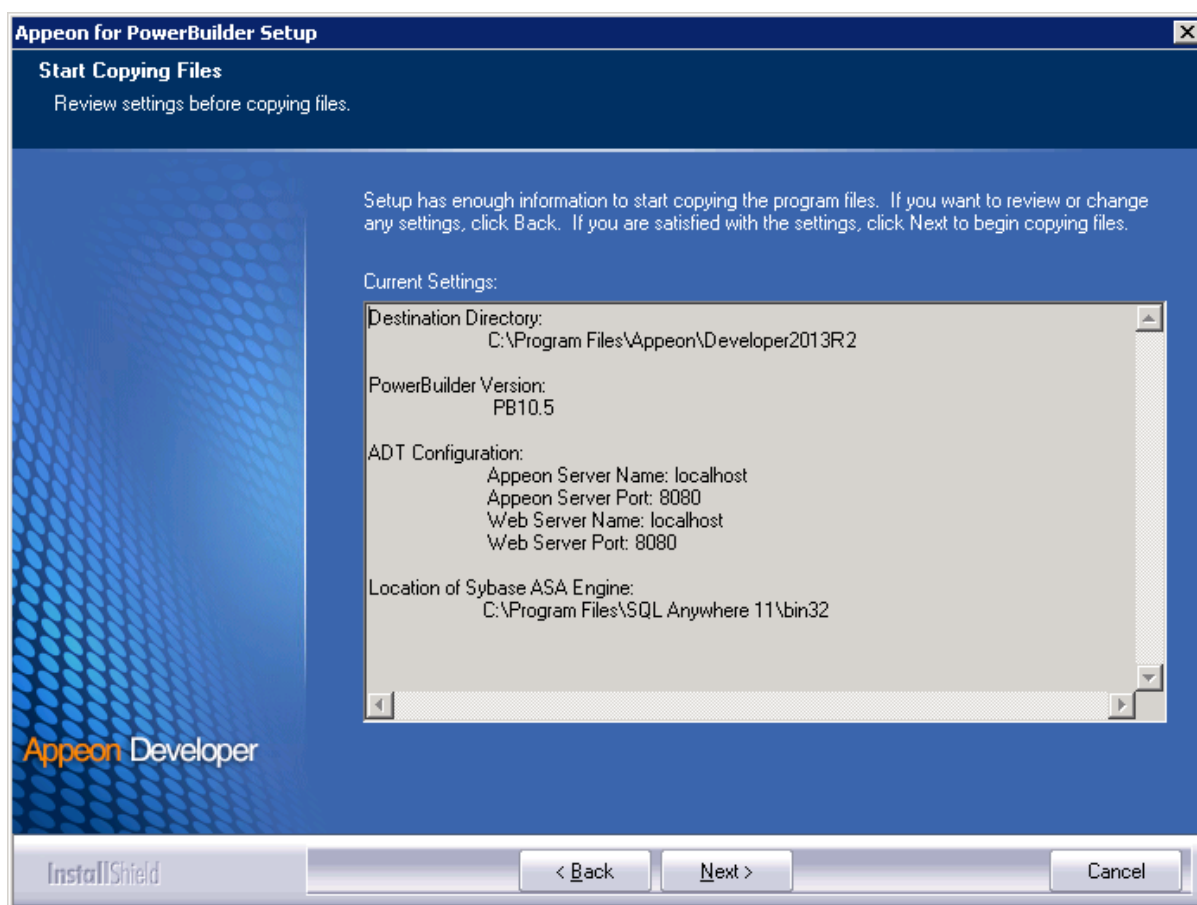 Appeon for PowerBuilder Setup
Start Copying Files
Review settings before copying files.
Setup has enough information to start copying the program files. If you want to review or change
any settings, click Back. If you are satisfied with the settings, click Next to begin copying files.
Current Settings:
Destination Directory:
C:\Program Files\Appeon\Developer2013R2
PowerBuilder Version:
PB10.5
ADT Configuration:
Appeon Server Name: localhost
Appeon Server Port: 8080
Web Server Name: localhost
Web Server Port: 8080
Location of Sybase ASA Engine:
C:\Program Files\SQL Anywhere 11\bin32
Appeon Developer
InstallShield
< Back
Next >
Cancel